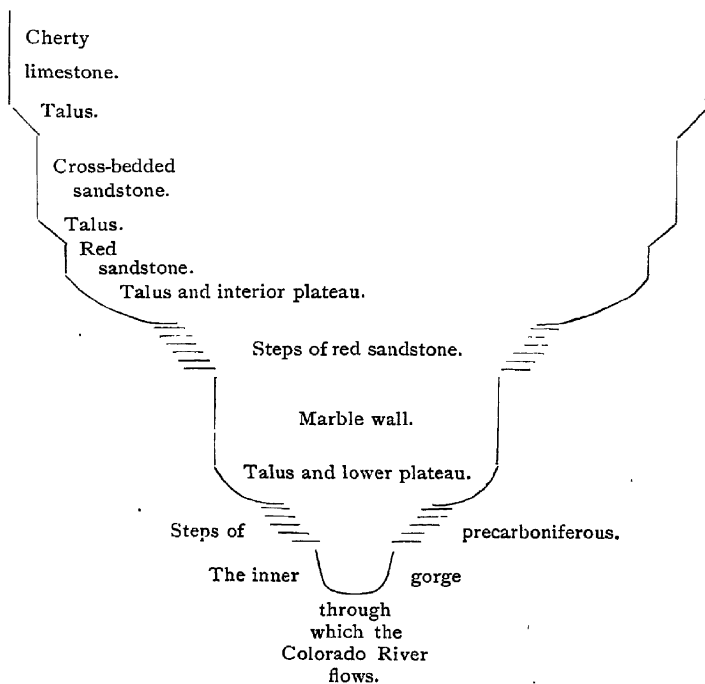 Cherty
limestone.
Talus.
Cross-bedded
sandstone.
Talus.
Red
sandstone.
Talus and interior plateau.
Steps of red sandstone.
Marble wall.
Talus and lower plateau.
Steps of precarboniferous.
The inner gorge
through
which the
Colorado River
flows.